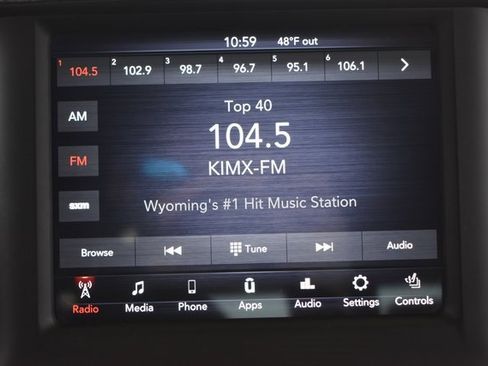 10:59 48°F out
1 104.5 2 102.9 3 98.7 4 96.7 5 95.1 6 106.1
AM
Top 40
104.5
FM
KIMX-FM
sxm
Wyoming's #1 Hit Music Station
Browse Tune Audio
Radio Media Phone Apps Audio Settings Controls